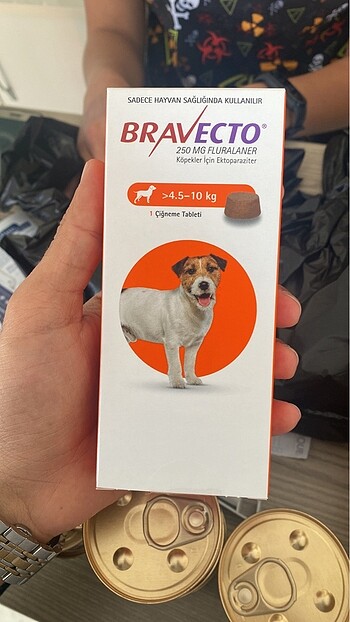 SADECE HAYVAN SAĞLIĞINDA KULLANILIR
BRAVECTO®
250 MG FLURALANER
Köpekler İçin Ektoparaziter
>4.5–10 kg
1 Çiğneme Tableti